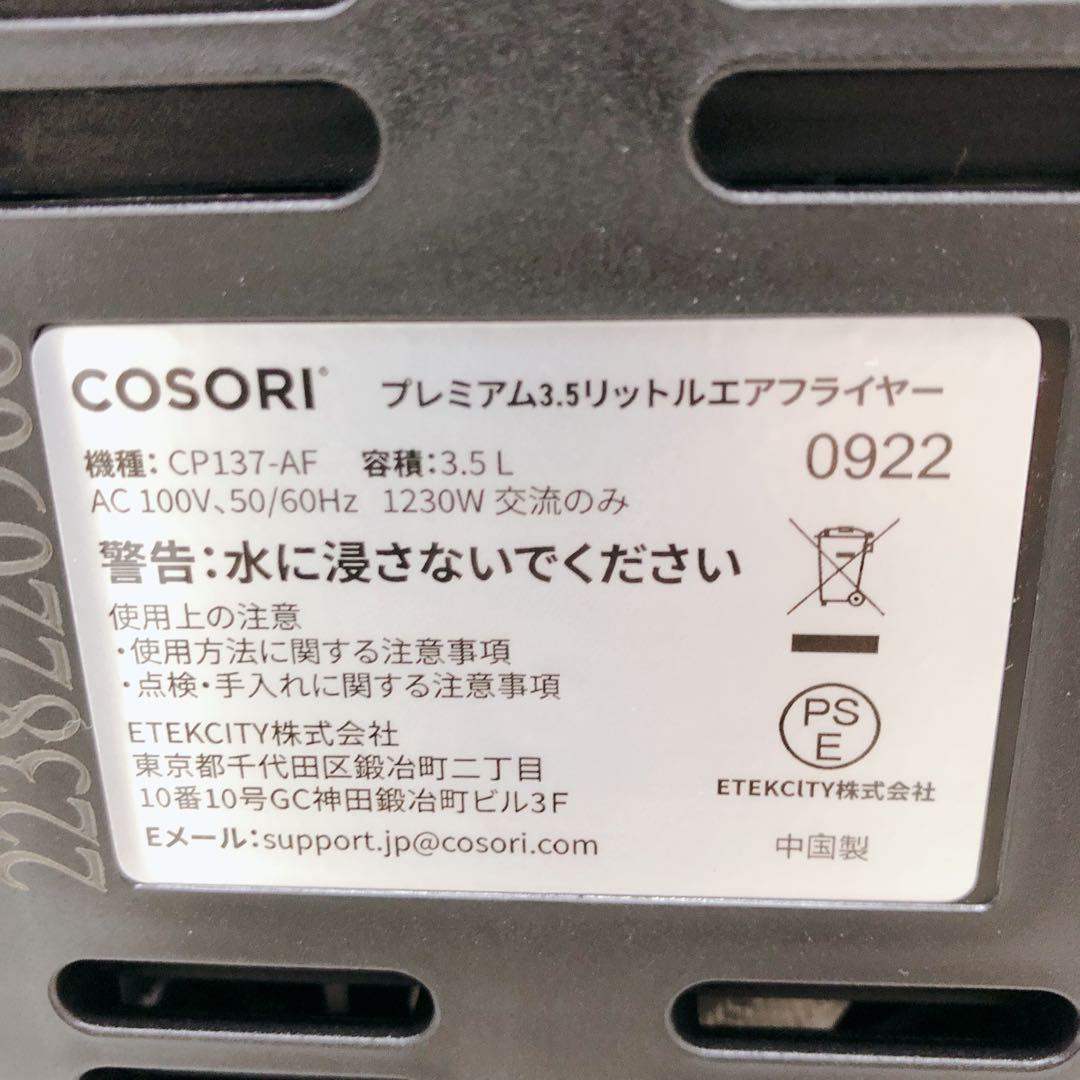 COSORI® プレミアム3.5リットルエアフライヤー
機種: CP137-AF 容積:3.5 L
0922
AC 100V、50/60Hz 1230W 交流のみ
警告:水に浸さないでください
使用上の注意
・使用方法に関する注意事項
・点検・手入れに関する注意事項
ETEKCITY株式会社
東京都千代田区鍛冶町二丁目
10番10号GC神田鍛冶町ビル3F
Eメール:support.jp@cosori.com
PS
E
ETEKCITY株式会社
中国製